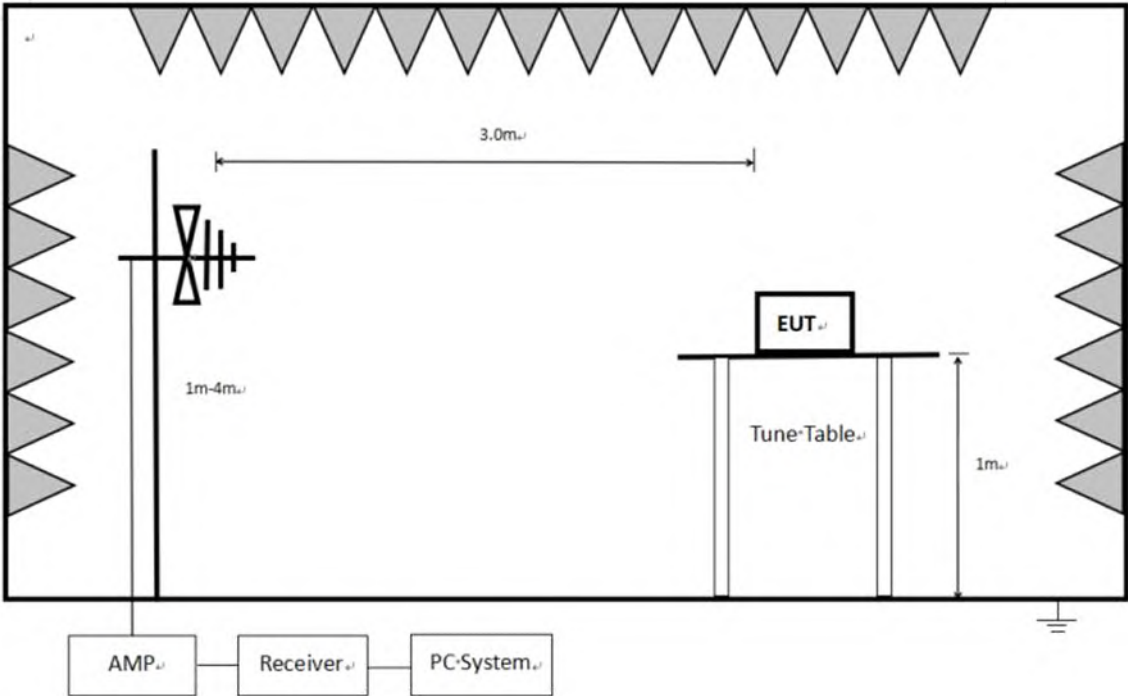 3.0m
EUT
1m-4m
Tune Table
1m
AMP
Receiver
PC System